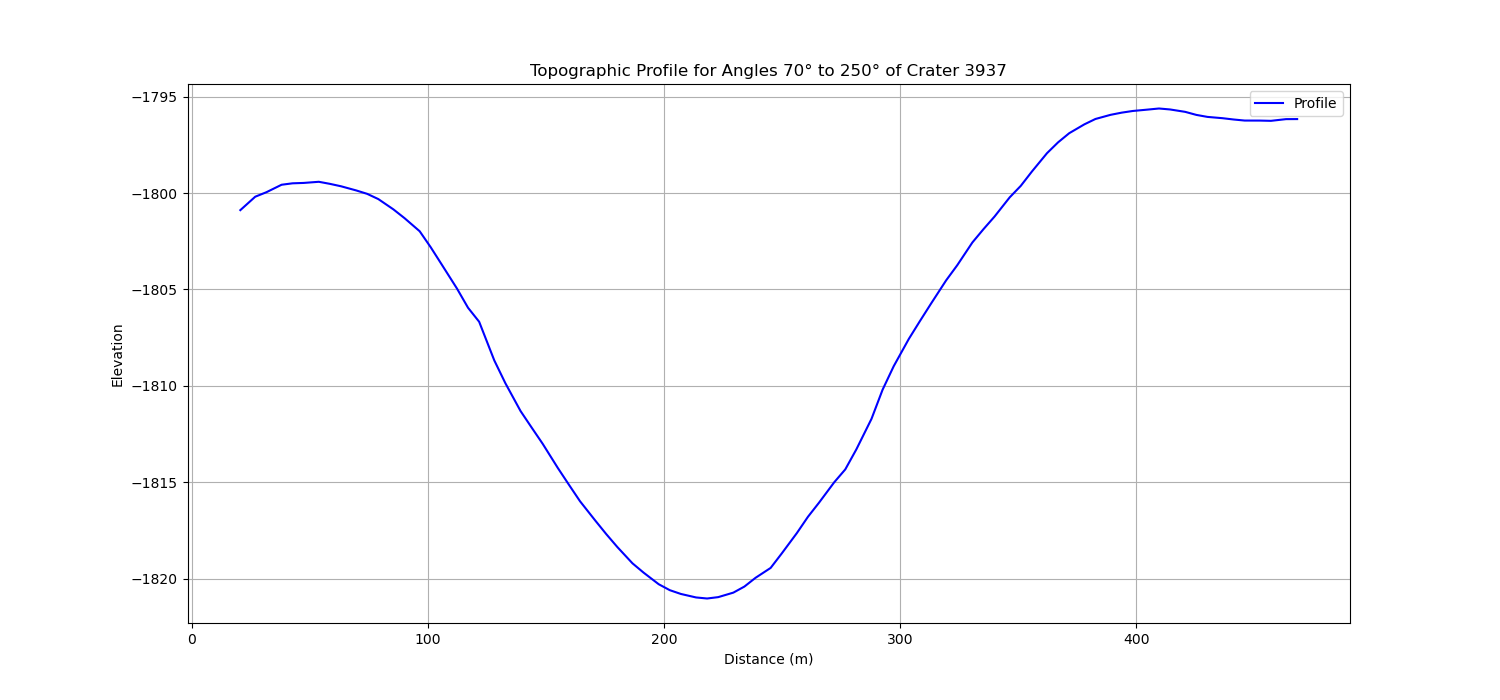 Topographic Profile for Angles 70° to 250° of Crater 3937
Profile
−1795
−1800
−1805
−1810
−1815
−1820
Elevation
0 100 200 300 400
Distance (m)